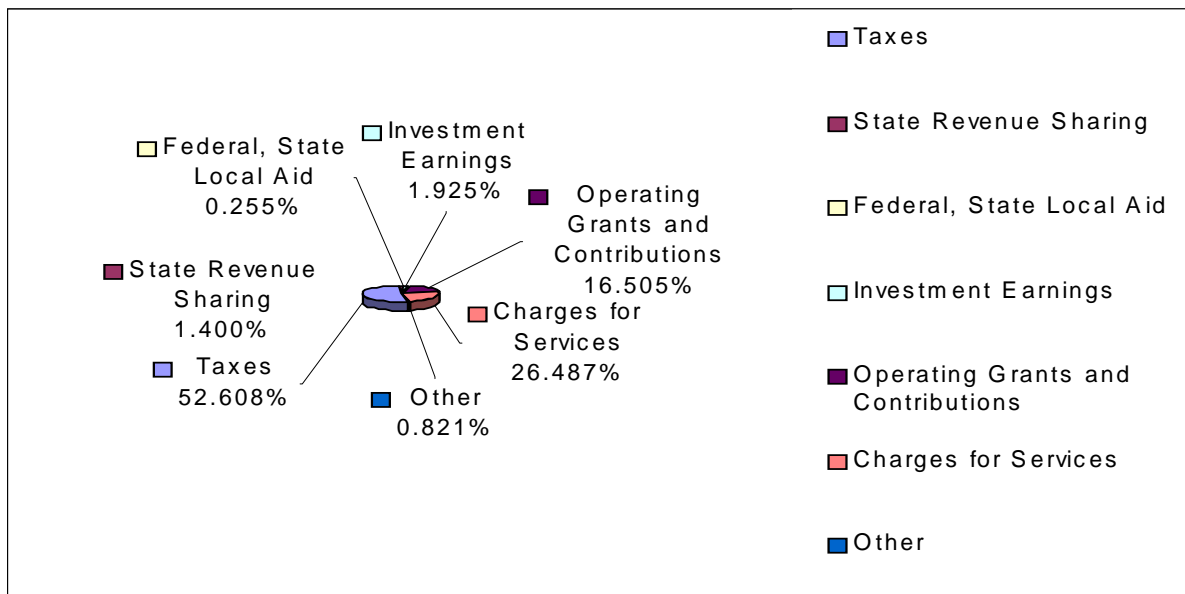 Federal, State
Local Aid
0.255%
Investment
Earnings
1.925%
Operating
Grants and
Contributions
16.505%
State Revenue
Sharing
1.400%
Charges for
Services
26.487%
Taxes
52.608%
Other
0.821%
Taxes
State Revenue Sharing
Federal, State Local Aid
Investment Earnings
Operating Grants and
Contributions
Charges for Services
Other